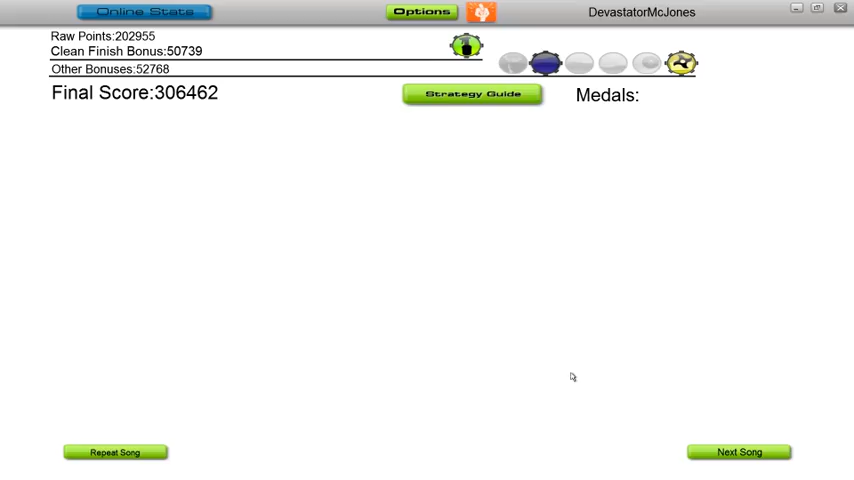 Online Stats
Options
DevastatorMcJones
Raw Points:202955
Clean Finish Bonus:50739
Other Bonuses:52768
Final Score:306462
Strategy Guide
Medals:
Repeat Song
Next Song